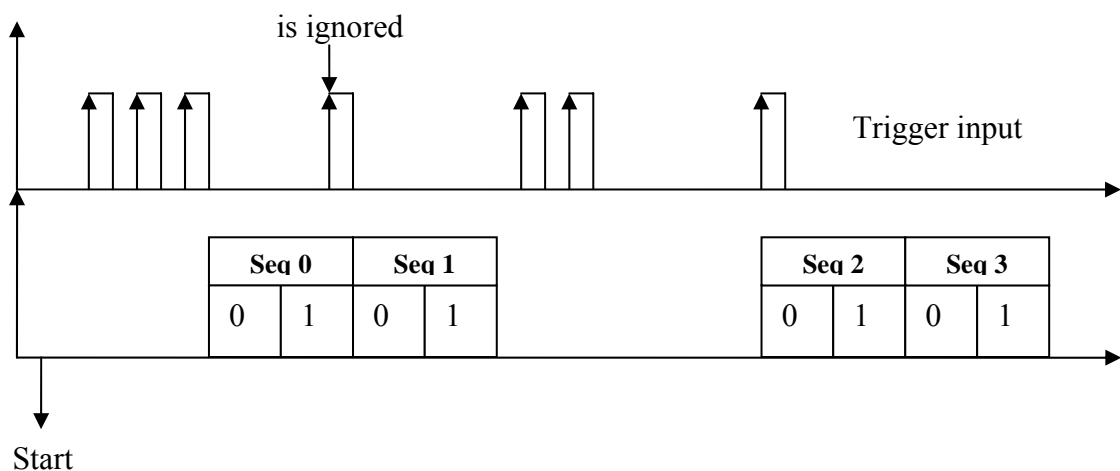 is ignored
Trigger input
Seq 0 Seq 1 Seq 2 Seq 3
0 1 0 1 0 1 0 1
Start